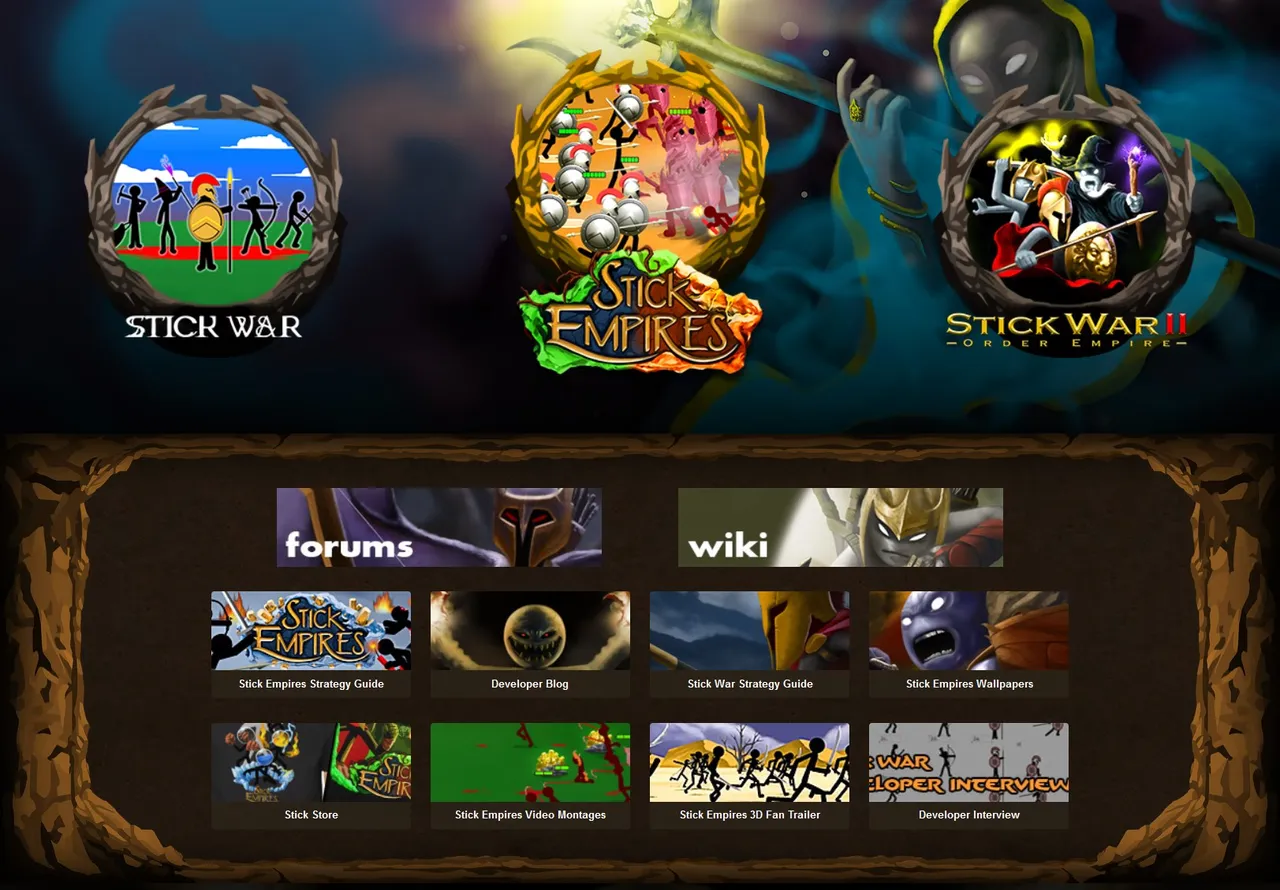 STICK WAR
STICK
EMPIRES
STICK WAR II
ORDER EMPIRE
forums
wiki
STICK
EMPIRES
Stick Empires Strategy Guide
Developer Blog
Stick War Strategy Guide
Stick Empires Wallpapers
EMPIRES
STIC
EMPIR
Stick Store
Stick Empires Video Montages
Stick Empires 3D Fan Trailer
K WAR
ELOPER INTERVIEW
Developer Interview